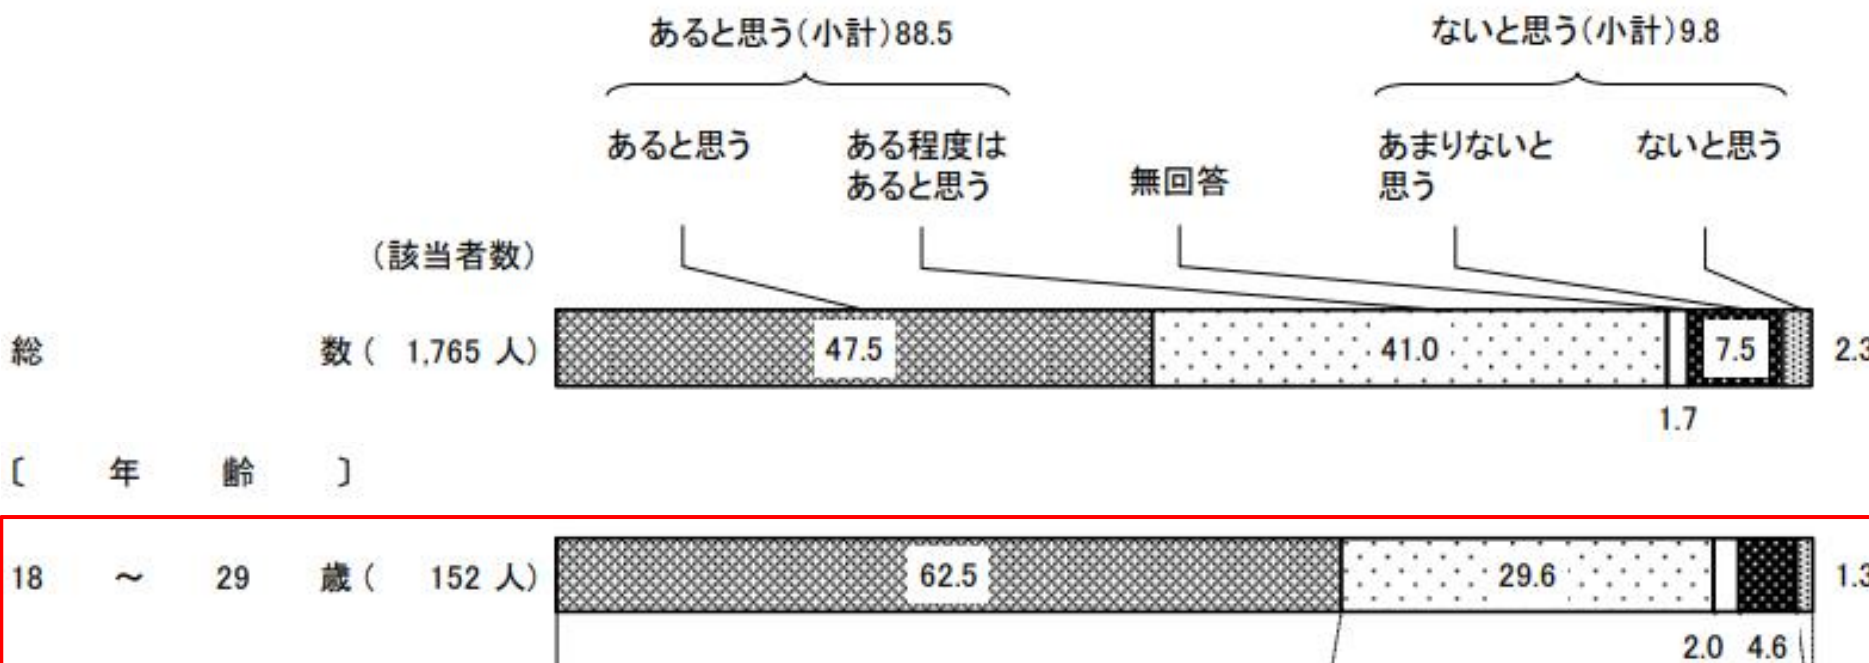 あると思う(小計)88.5
ないと思う(小計)9.8
あると思う
ある程度は
あると思う
無回答
あまりないと
思う
ないと思う
(該当者数)
総 数 ( 1,765 人) 47.5 41.0 7.5 2.3
1.7
〔 年 齢 〕
18 ～ 29 歳 ( 152 人) 62.5 29.6 1.3
2.0 4.6